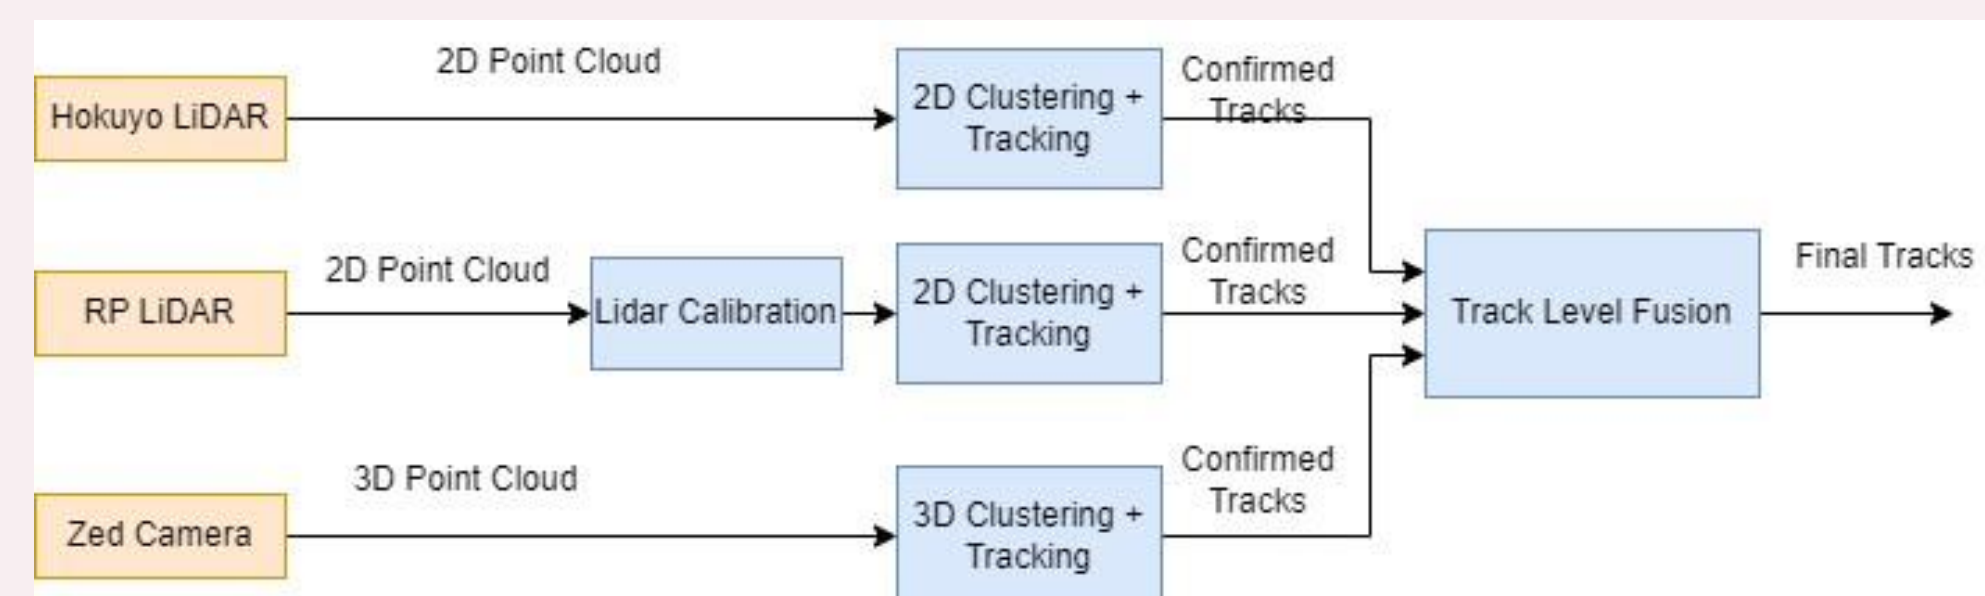 2D Point Cloud
Confirmed
Tracks
Hokuyo LiDAR
2D Clustering +
Tracking
2D Point Cloud
Confirmed
Tracks
Final Tracks
RP LiDAR
Lidar Calibration
2D Clustering +
Tracking
Track Level Fusion
3D Point Cloud
Confirmed
Tracks
Zed Camera
3D Clustering +
Tracking